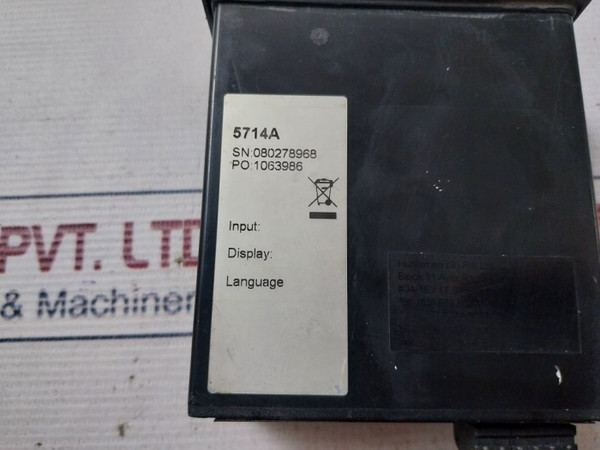 5714A
SN:080278968
PO:1063986
Input:
Display:
Language
PVT. LTD
& Machiner